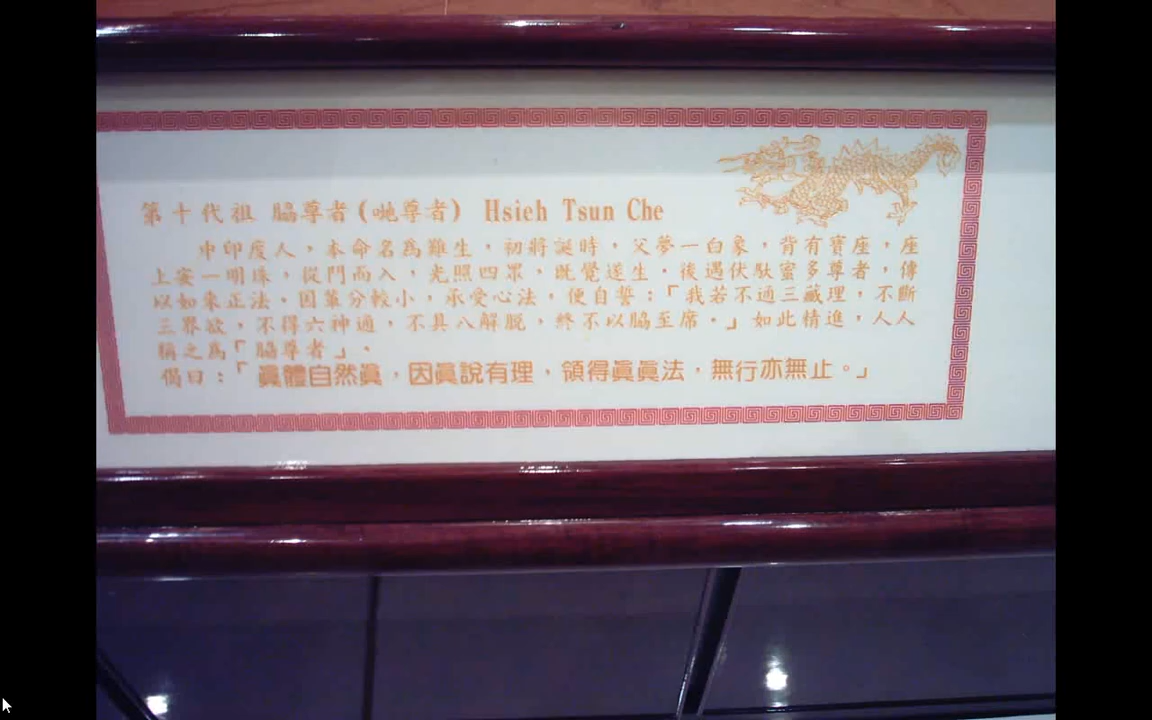 第十代祖 脇尊者(哋尊者) Hsieh Tsun Che
中印度人，本命名為難生，初將誕時，父夢一白象，背有寶座，座
上安一明珠，從門而入，光照四眾，既覺遂生。後遇伏馱蜜多尊者，傳
以如來正法。因輩分較小，承受心法，便自誓：「我若不通三藏理，不斷
三界欲，不得六神通，不具八解脫，終不以脇至席。」如此精進，人人
稱之為「脇尊者」。
偈曰：「眞體自然眞，因眞說有理，領得眞眞法，無行亦無止。」